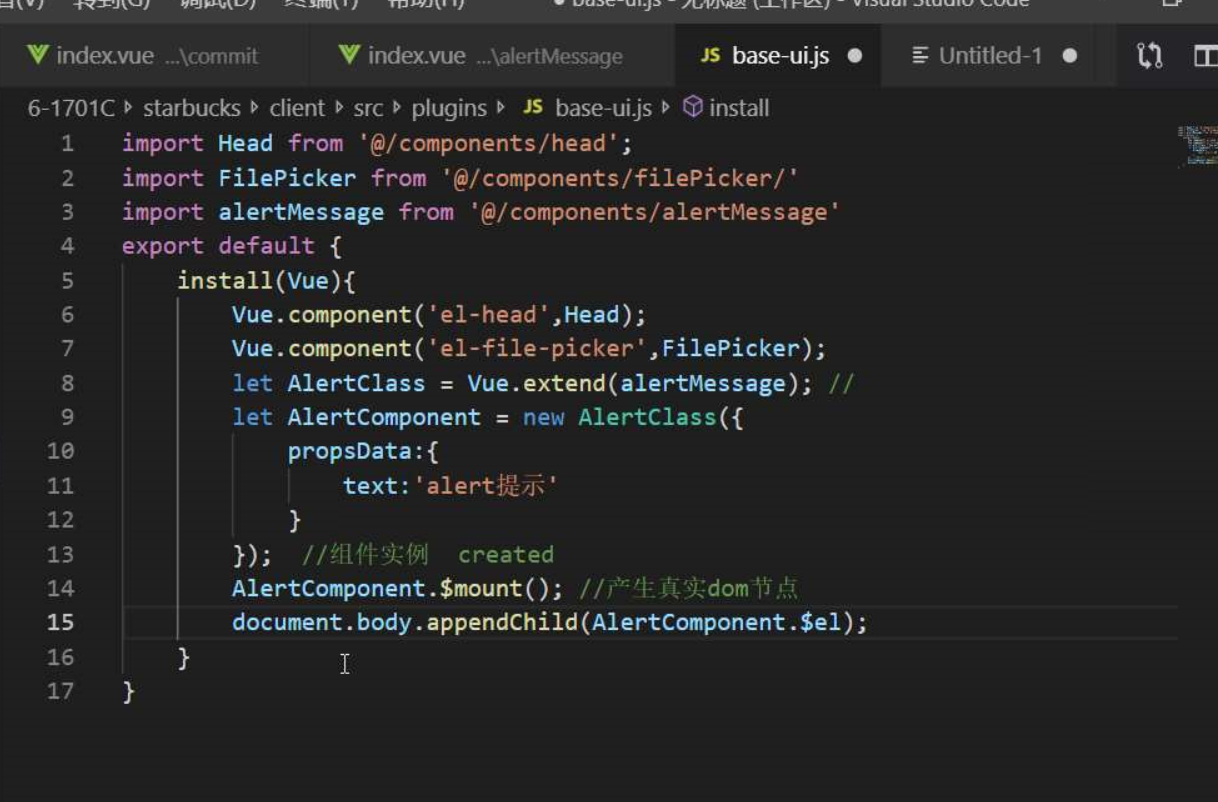 转到(G) 调试(D) 终端(T) 帮助(H) ● base-ui.js - 无标题 (工作区) - Visual Studio Code
index.vue ...\commit index.vue ...\alertMessage JS base-ui.js ● Untitled-1 ●
6-1701C ▸ starbucks ▸ client ▸ src ▸ plugins ▸ JS base-ui.js ▸ install
1 import Head from '@/components/head';
2 import FilePicker from '@/components/filePicker/'
3 import alertMessage from '@/components/alertMessage'
4 export default {
5 install(Vue){
6 Vue.component('el-head',Head);
7 Vue.component('el-file-picker',FilePicker);
8 let AlertClass = Vue.extend(alertMessage); //
9 let AlertComponent = new AlertClass({
10 propsData:{
11 text:'alert提示'
12 }
13 }); //组件实例 created
14 AlertComponent.$mount(); //产生真实dom节点
15 document.body.appendChild(AlertComponent.$el);
16 }
17 }